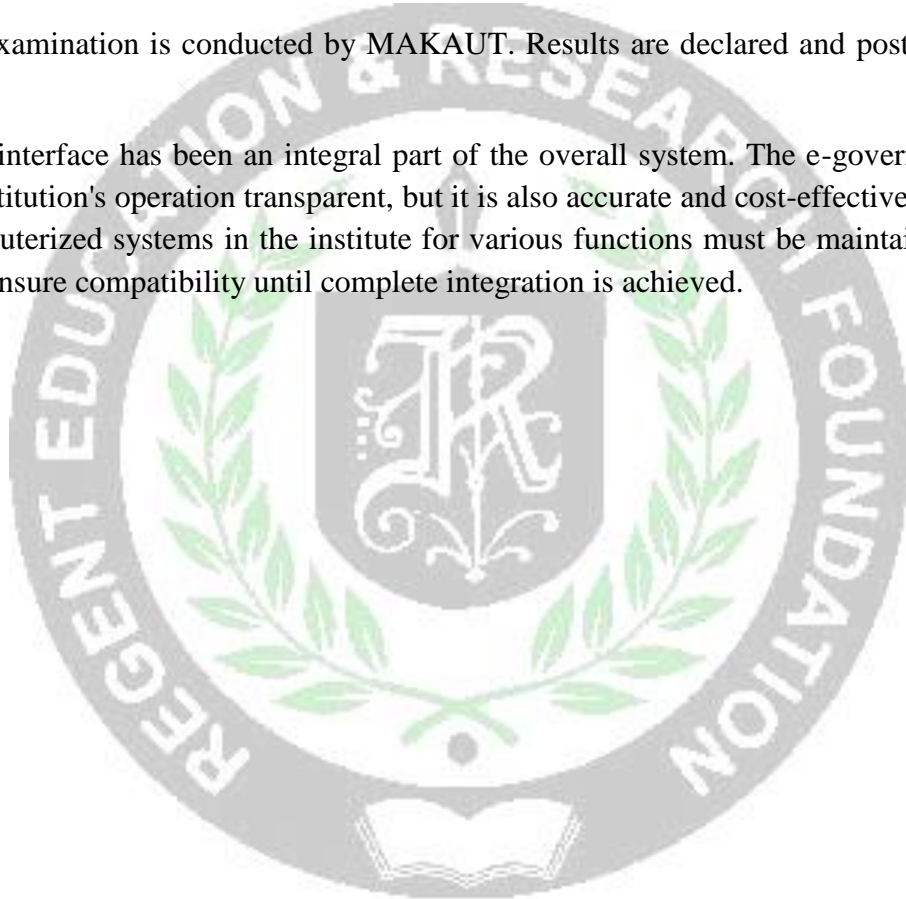 xamination is conducted by MAKAUT. Results are declared and post
interface has been an integral part of the overall system. The e-gover
titution's operation transparent, but it is also accurate and cost-effective
uterized systems in the institute for various functions must be maintai
nsure compatibility until complete integration is achieved.
REGENT EDUCATION & RESEARCH FOUNDATION
R